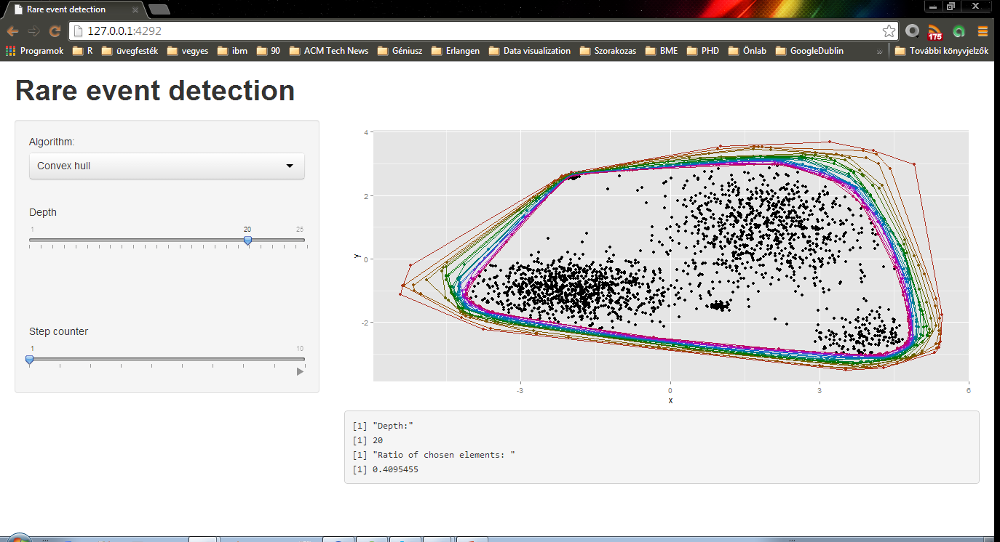 Rare event detection
127.0.0.1:4292
175
Programok R üvegfesték vegyes ibm 90 ACM Tech News Géniusz Erlangen Data visualization Szorakozas BME PHD Önlab GoogleDublin » További könyvjelzők
Rare event detection
Algorithm:
Convex hull
Depth
1 20 25
Step counter
1 10
4
2
0
-2
y
-3 0 3 6
x
[1] "Depth:"
[1] 20
[1] "Ratio of chosen elements: "
[1] 0.4095455